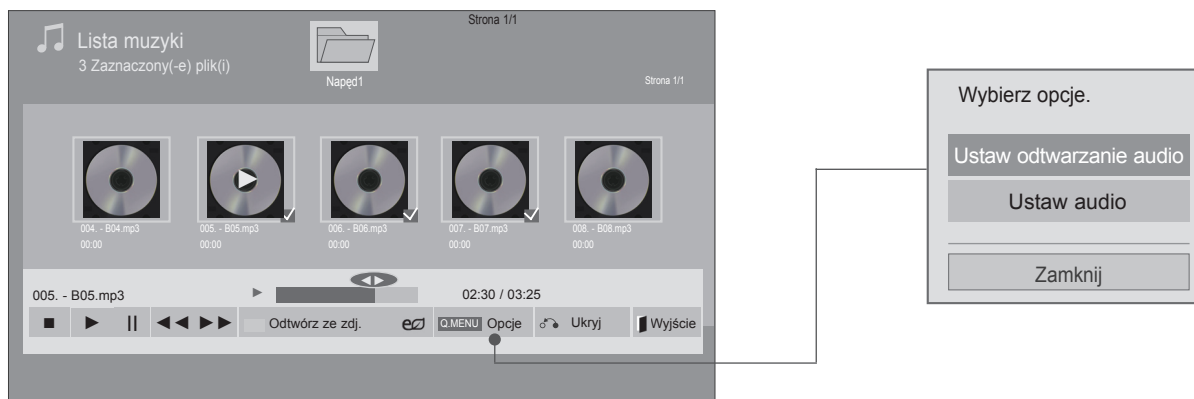 Strona 1/1
Lista muzyki
3 Zaznaczony(-e) plik(i)
Napęd1
Strona 1/1
004. - B04.mp3
00:00
005. - B05.mp3
00:00
006. - B06.mp3
00:00
007. - B07.mp3
00:00
008. - B08.mp3
00:00
005. - B05.mp3
02:30 / 03:25
Odtwórz ze zdj.
Q.MENU Opcje
Ukryj
Wyjście
Wybierz opcje.
Ustaw odtwarzanie audio
Ustaw audio
Zamknij